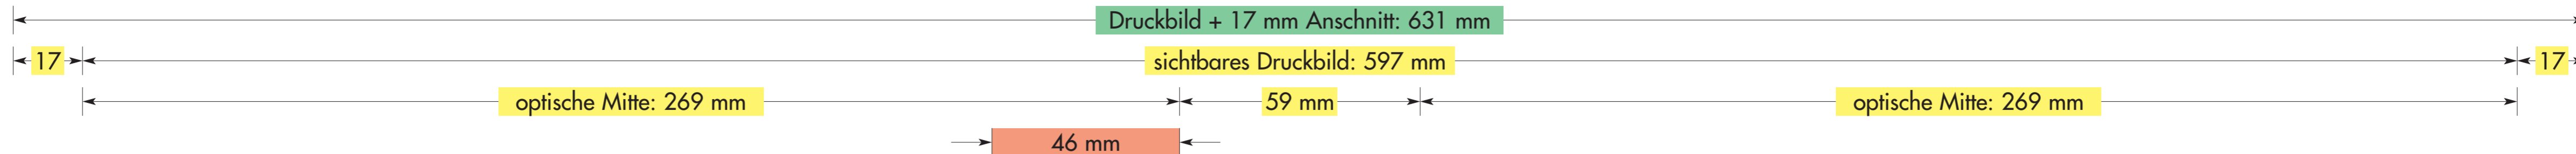 Druckbild + 17 mm Anschnitt: 631 mm
17 sichtbares Druckbild: 597 mm 17
optische Mitte: 269 mm 59 mm optische Mitte: 269 mm
46 mm